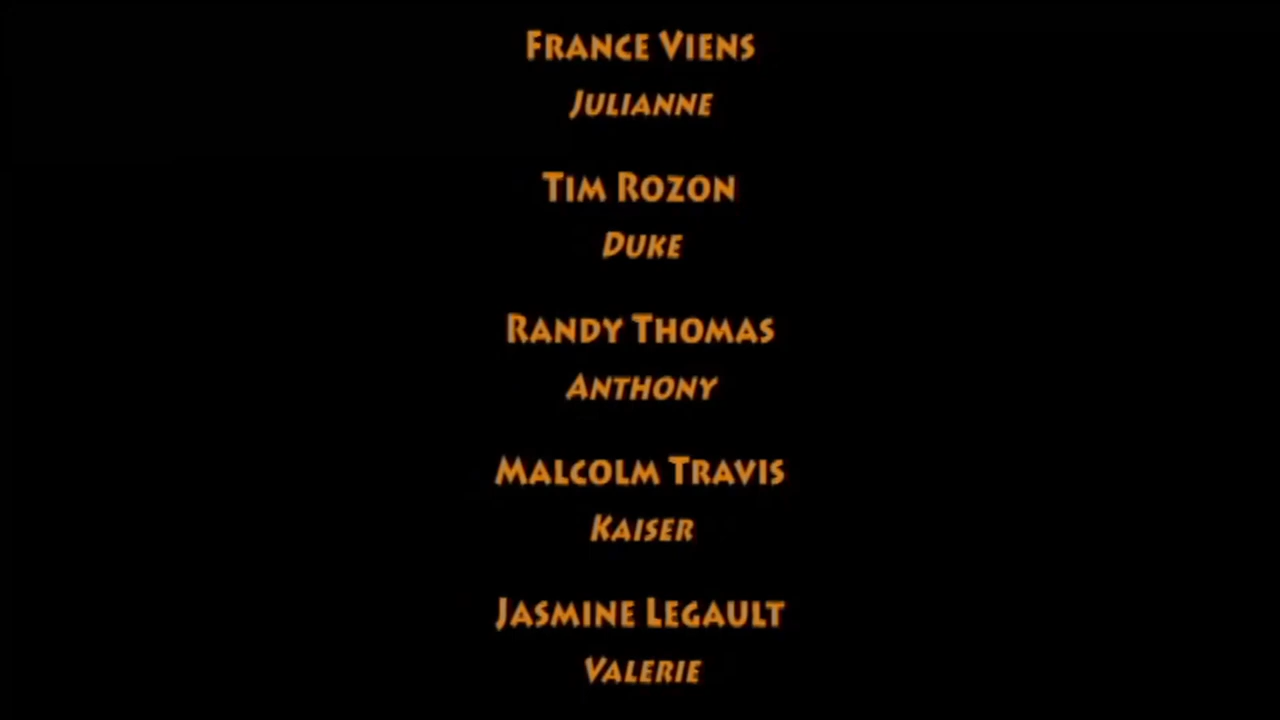 France Viens
Julianne
Tim Rozon
Duke
Randy Thomas
Anthony
Malcolm Travis
Kaiser
Jasmine Legault
Valerie